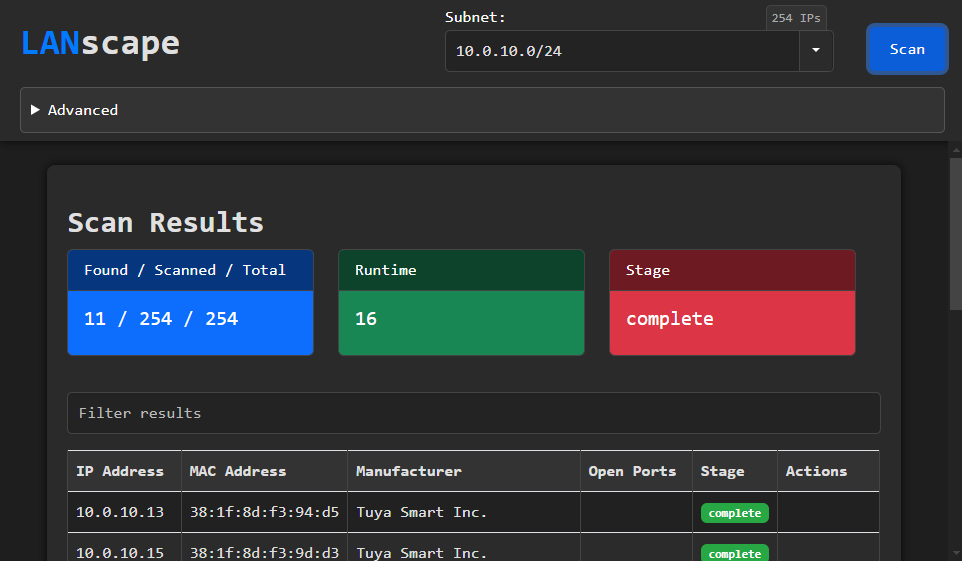 LANscape
Subnet:
254 IPs
10.0.10.0/24
Scan
Advanced
Scan Results
Found / Scanned / Total
11 / 254 / 254
Runtime
16
Stage
complete
Filter results
IP Address MAC Address Manufacturer Open Ports Stage Actions
10.0.10.13 38:1f:8d:f3:94:d5 Tuya Smart Inc. complete
10.0.10.15 38:1f:8d:f3:9d:d3 Tuya Smart Inc. complete